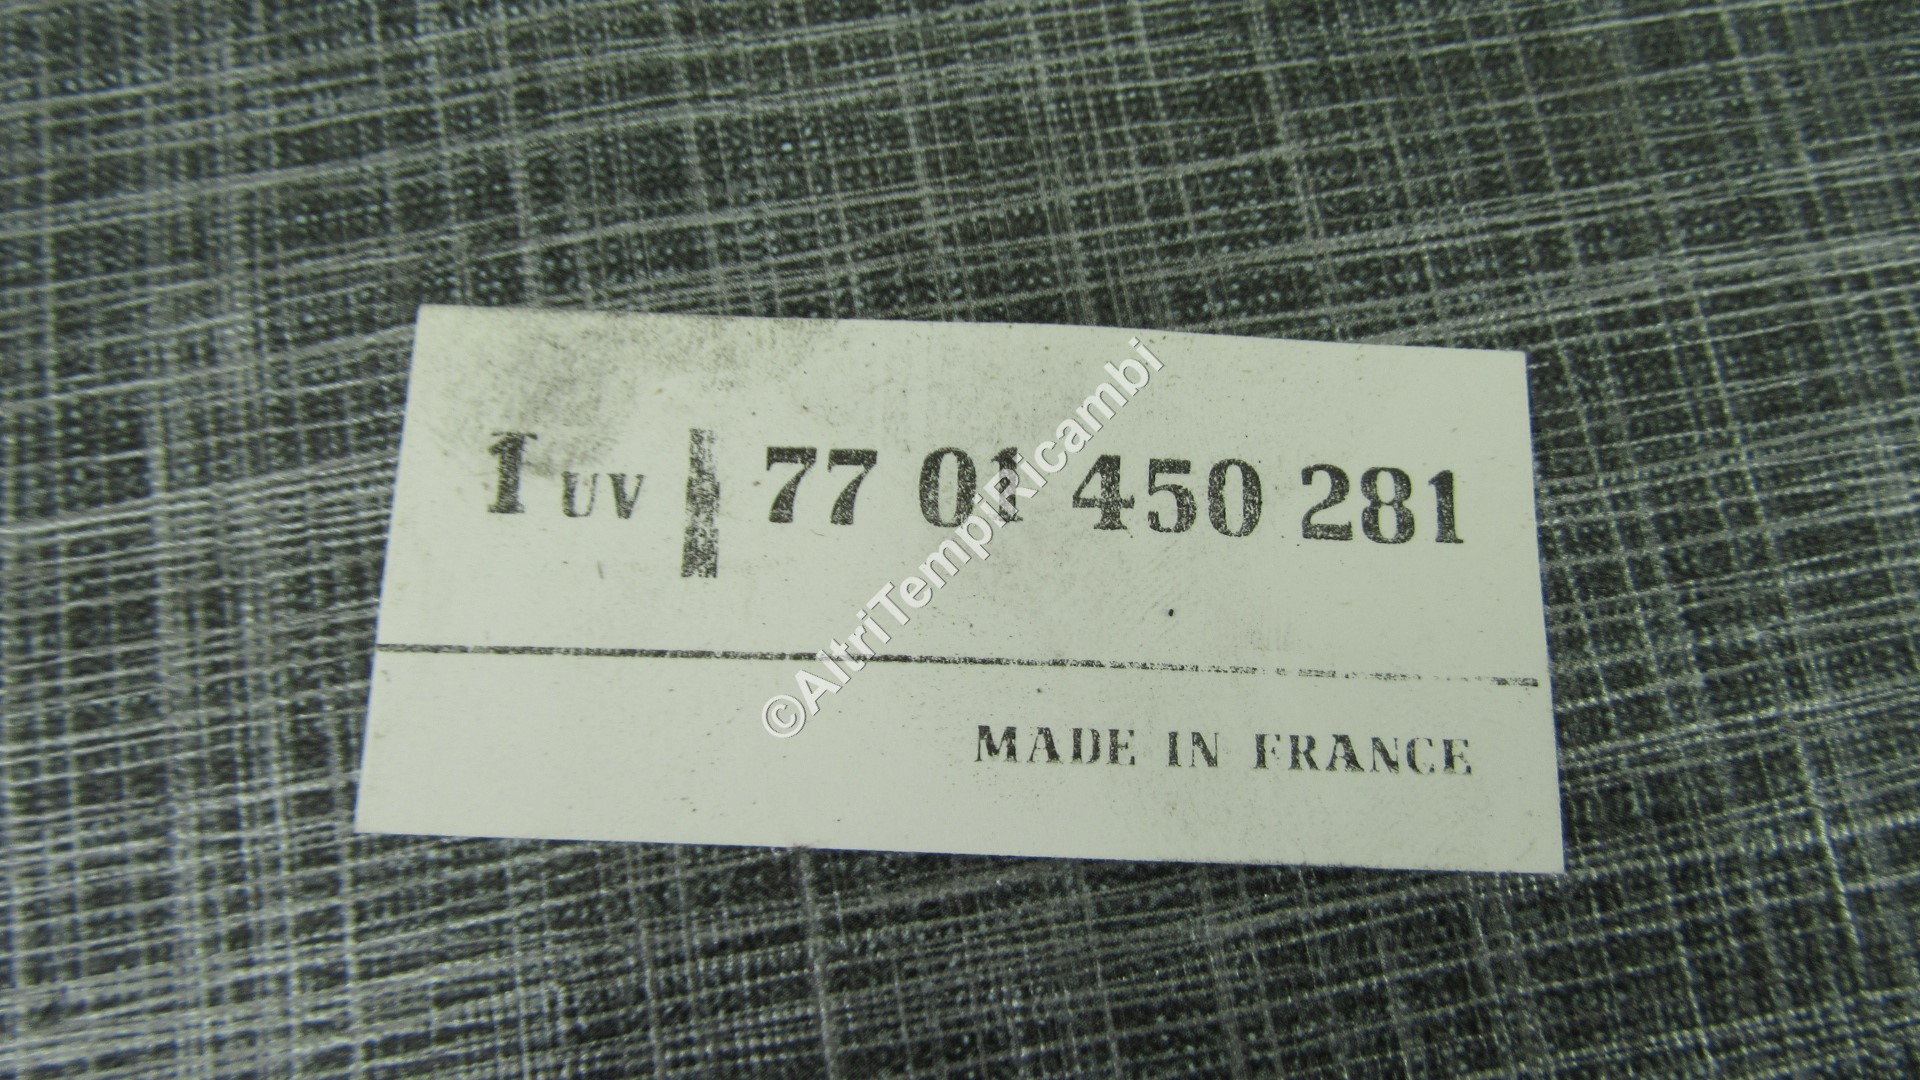 1 UV 77 01 450 281
MADE IN FRANCE
©AltriTempiRicambi